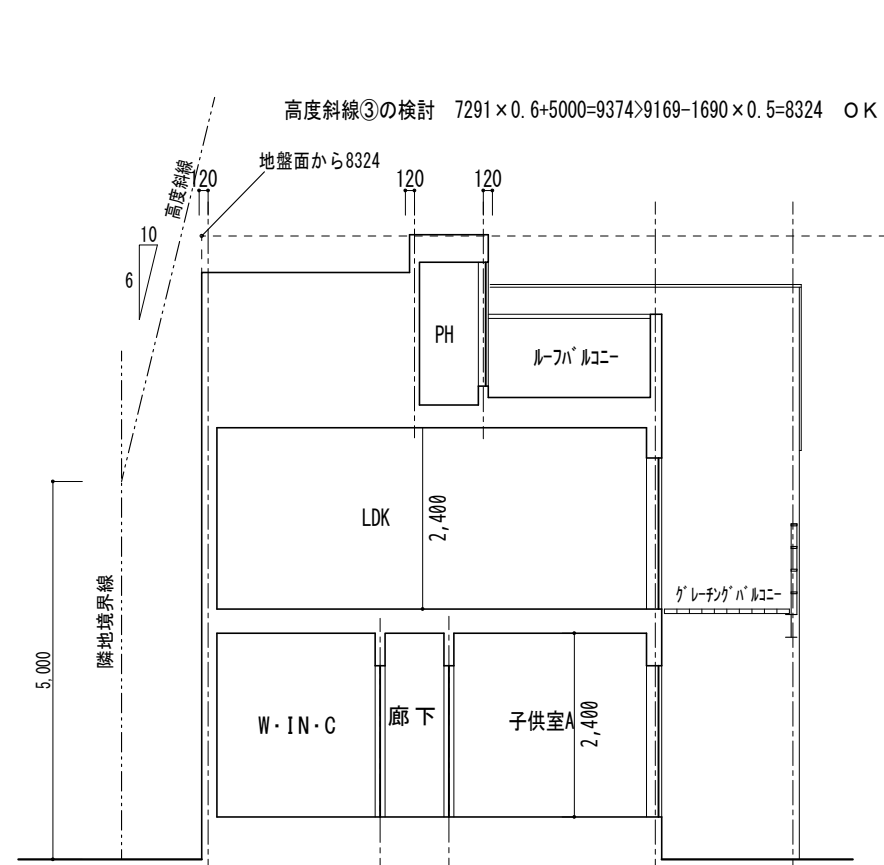 高度斜線③の検討 7291×0.6+5000=9374>9169-1690×0.5=8324 OK
地盤面から8324
120
120
120
高度斜線
10
6
PH
ルーフバルコニー
LDK
2,400
グレーチングバルコニー
隣地境界線
5,000
W・IN・C
廊下
子供室A
2,400